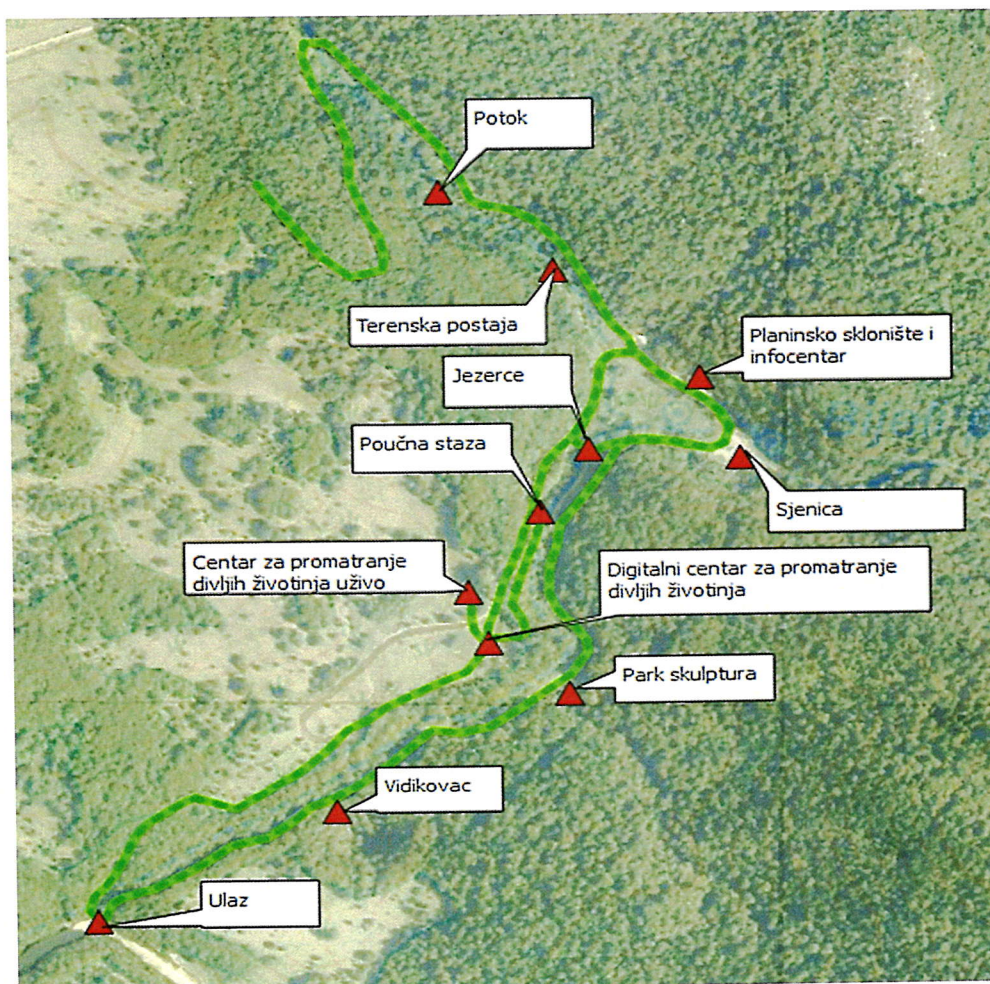 Potok
Terenska postaja
Planinsko sklonište i
infocentar
Jezerce
Poučna staza
Sjenica
Centar za promatranje
divljih životinja uživo
Digitalni centar za promatranje
divljih životinja
Park skulptura
Vidikovac
Ulaz